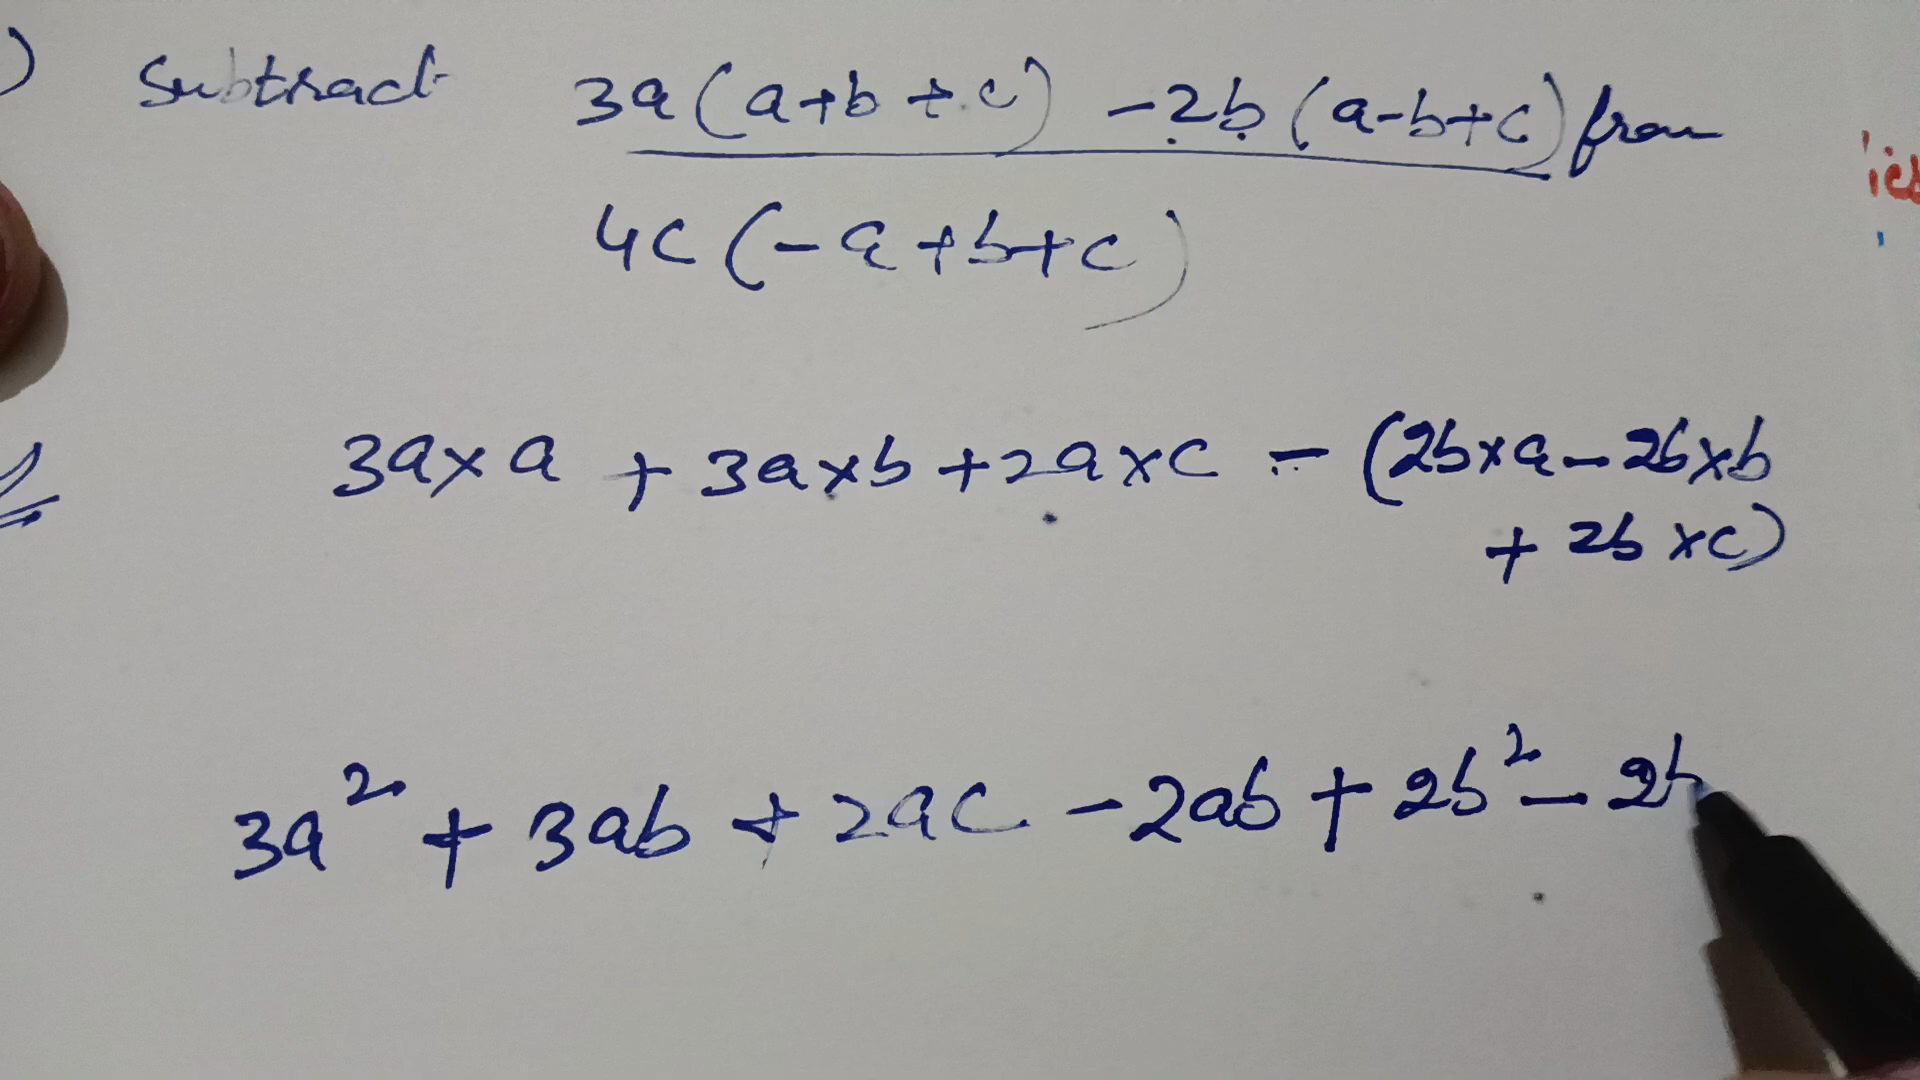 ) Subtract 3a(a+b+c) -2b(a-b+c) from
4c(-a+b+c)
3a×a + 3a×b+2a×c - (2b×a-2b×b
+ 2b×c)
3a² + 3ab + 2ac - 2ab + 2b² - 2b